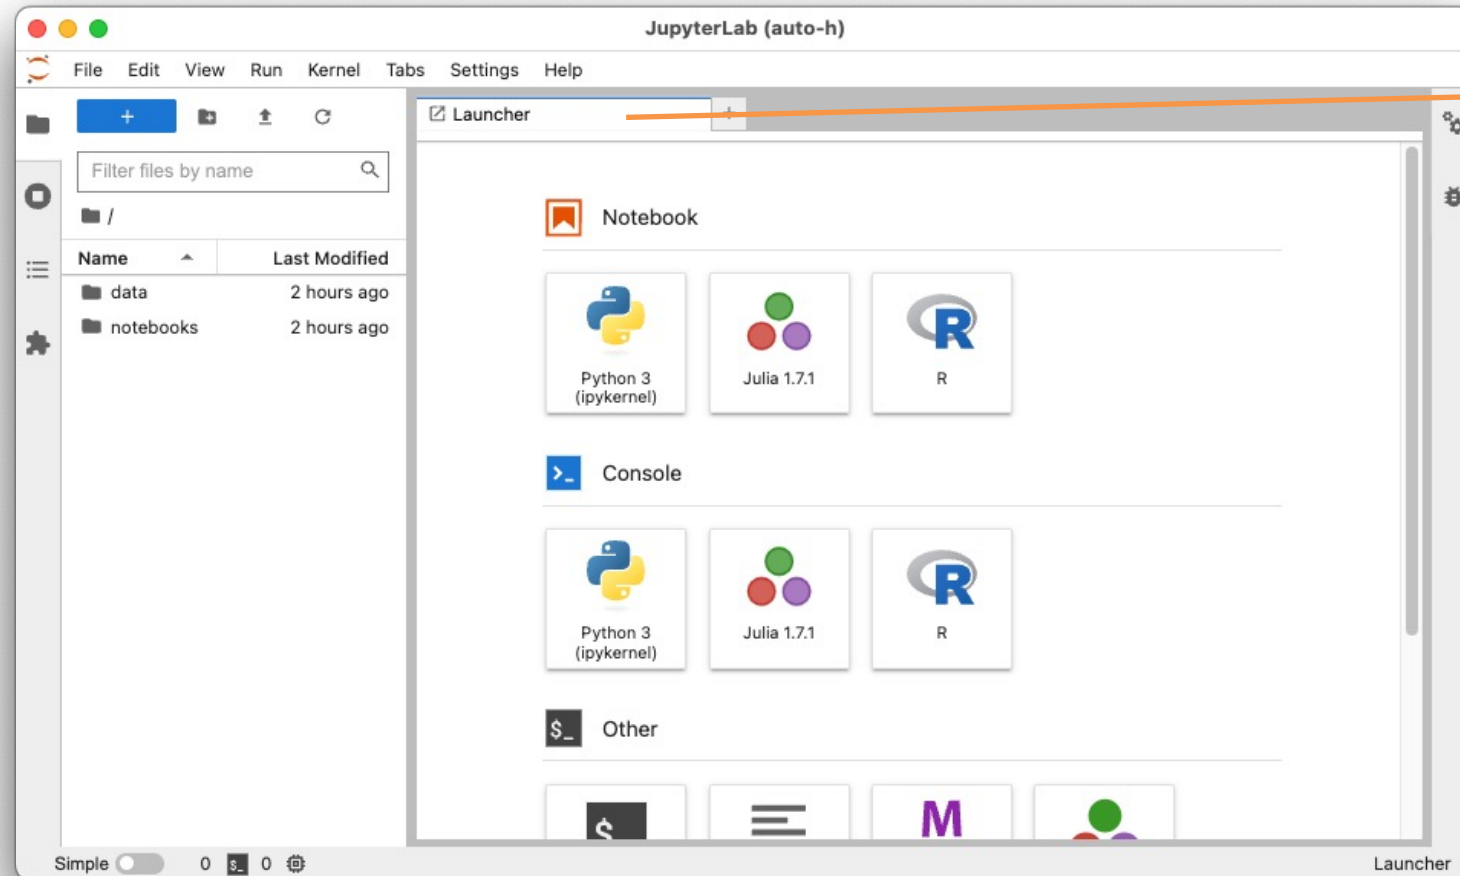 JupyterLab (auto-h)
File Edit View Run Kernel Tabs Settings Help
+
Launcher +
Filter files by name
/
Name Last Modified
data 2 hours ago
notebooks 2 hours ago
Notebook
Python 3
(ipykernel)
Julia 1.7.1
R
Console
Python 3
(ipykernel)
Julia 1.7.1
R
$_ Other
$ M
Simple 0 $_ 0 Launcher